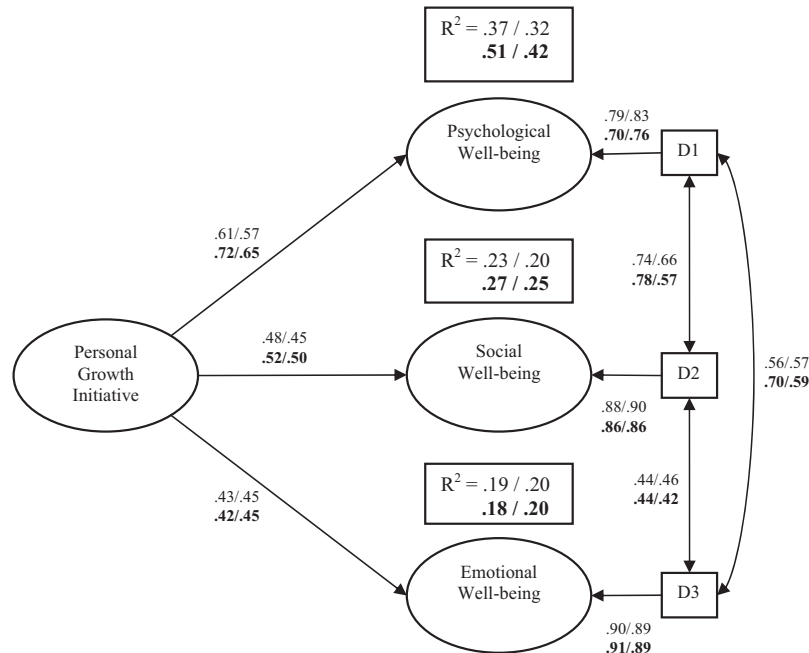 R² = .37 / .32
.51 / .42
Psychological
Well-being
.79/.83
.70/.76
D1
.61/.57
.72/.65
R² = .23 / .20
.27 / .25
.74/.66
.78/.57
Personal
Growth
Initiative
.48/.45
.52/.50
Social
Well-being
D2
.88/.90
.86/.86
.56/.57
.70/.59
.43/.45
.42/.45
R² = .19 / .20
.18 / .20
.44/.46
.44/.42
Emotional
Well-being
D3
.90/.89
.91/.89